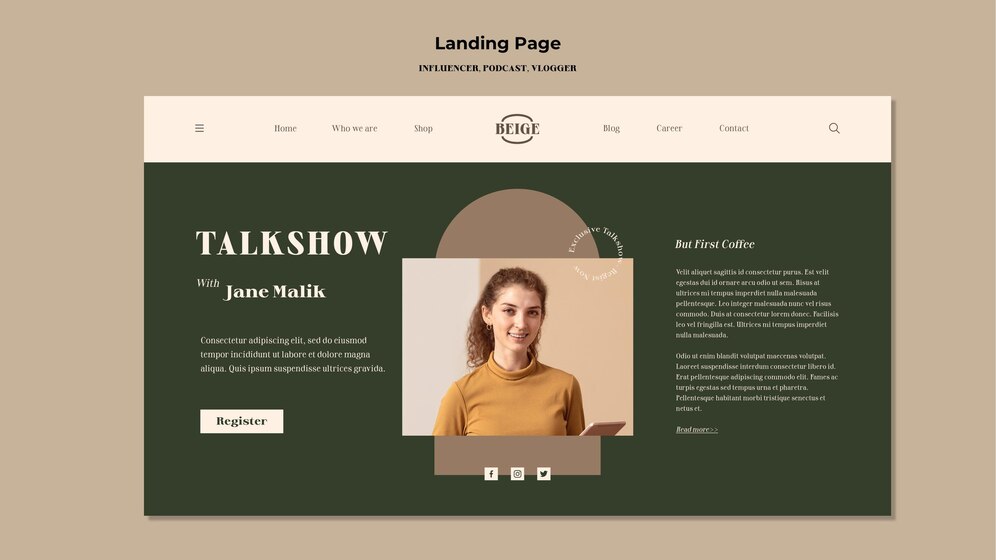 Landing Page
INFLUENCER, PODCAST, VLOGGER
Home
Who we are
Shop
BEIGE
Blog
Career
Contact
TALKSHOW
With
Jane Malik
Consectetur adipiscing elit, sed do eiusmod
tempor incididunt ut labore et dolore magna
aliqua. Quis ipsum suspendisse ultrices gravida.
Register
Exclusive Talkshow. Regist Now
But First Coffee
Velit aliquet sagittis id consectetur purus. Est velit
egestas dui id ornare arcu odio ut sem. Risus at
ultrices mi tempus imperdiet nulla malesuada
pellentesque. Leo integer malesuada nunc vel risus
commodo. Duis at consectetur lorem donec. Facilisis
leo vel fringilla est. Ultrices mi tempus imperdiet
nulla malesuada.
Odio ut enim blandit volutpat maecenas volutpat.
Laoreet suspendisse interdum consectetur libero id.
Erat pellentesque adipiscing commodo elit. Fames ac
turpis egestas sed tempus urna et pharetra.
Pellentesque habitant morbi tristique senectus et
netus et.
Read more >>